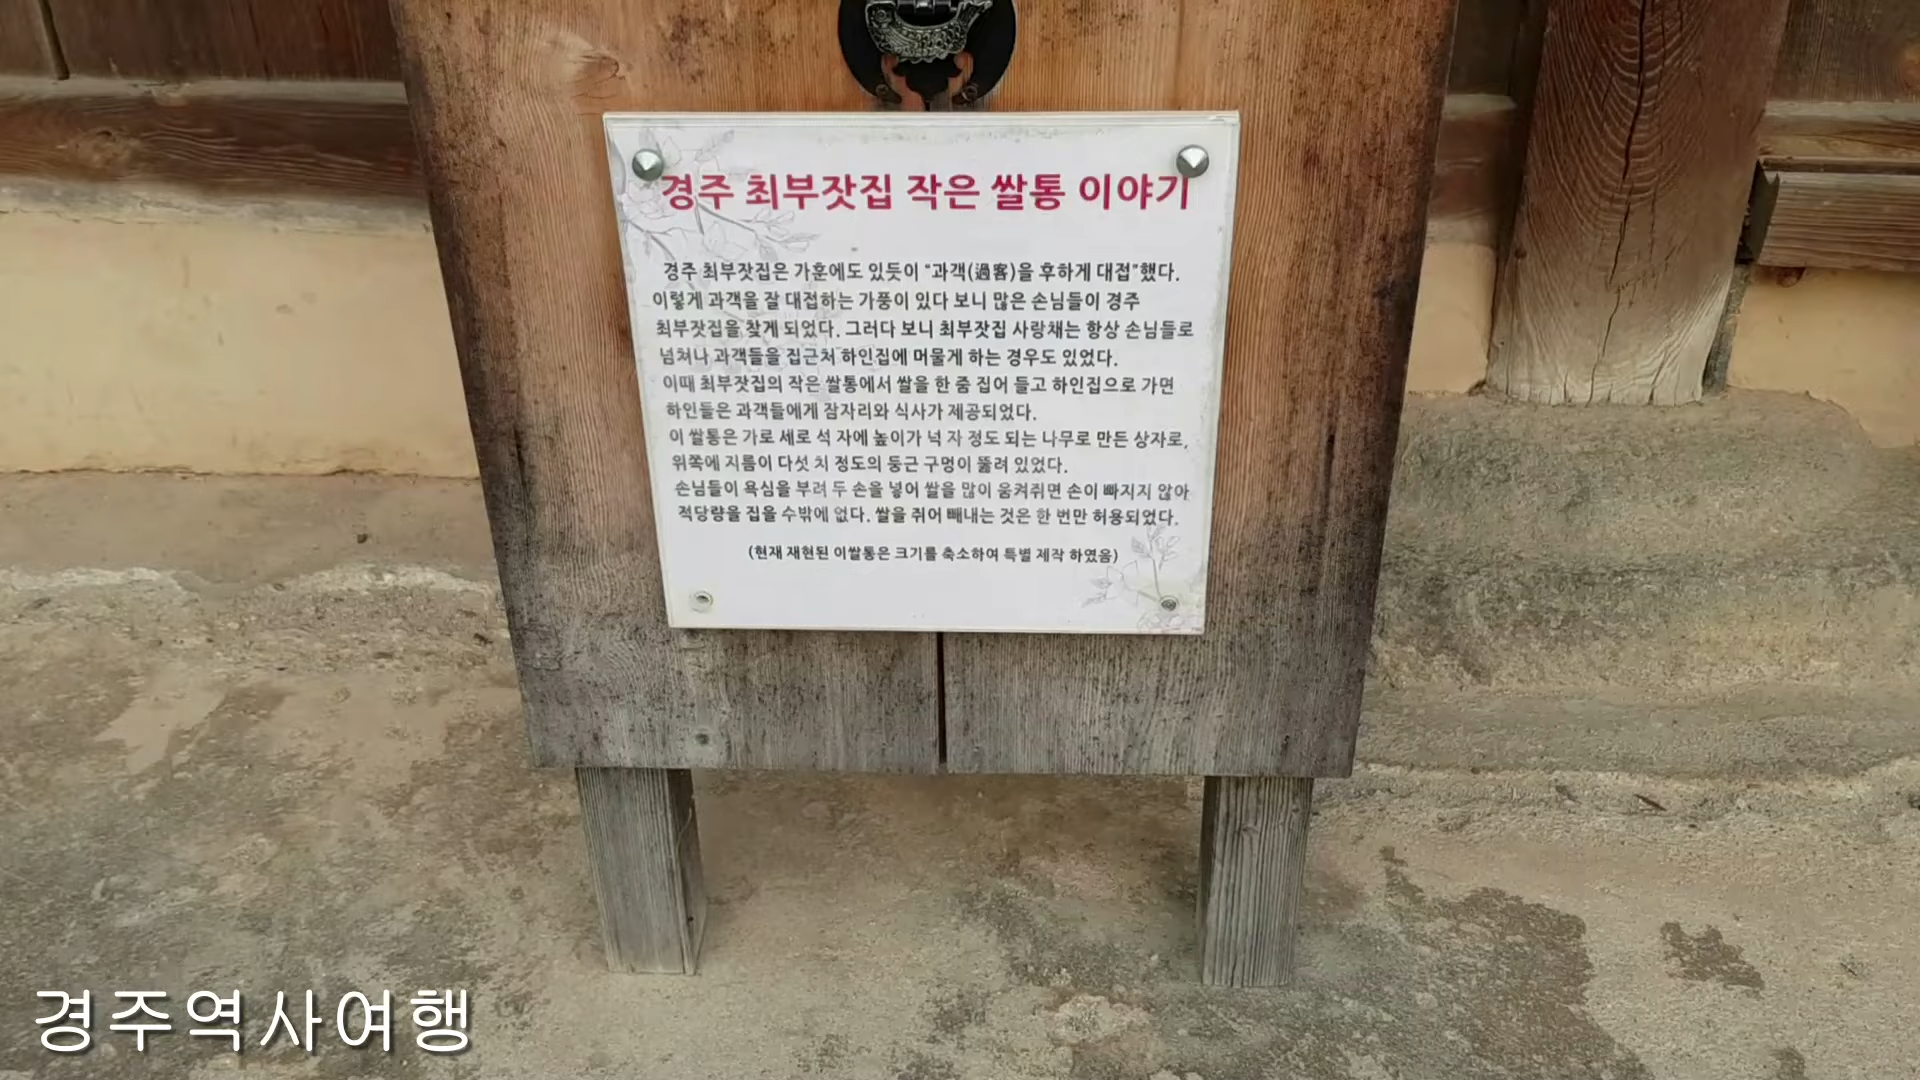 경주 최부잣집 작은 쌀통 이야기
경주 최부잣집은 가훈에도 있듯이 "과객(過客)을 후하게 대접"했다.
이렇게 과객을 잘 대접하는 가풍이 있다 보니 많은 손님들이 경주
최부잣집을 찾게 되었다. 그러다 보니 최부잣집 사랑채는 항상 손님들로
넘쳐나 과객들을 집근처 하인집에 머물게 하는 경우도 있었다.
이때 최부잣집의 작은 쌀통에서 쌀을 한 줌 집어 들고 하인집으로 가면
하인들은 과객들에게 잠자리와 식사가 제공되었다.
이 쌀통은 가로 세로 석 자에 높이가 넉 자 정도 되는 나무로 만든 상자로,
위쪽에 지름이 다섯 치 정도의 둥근 구멍이 뚫려 있었다.
손님들이 욕심을 부려 두 손을 넣어 쌀을 많이 움켜쥐면 손이 빠지지 않아
적당량을 집을 수밖에 없다. 쌀을 쥐어 빼내는 것은 한 번만 허용되었다.
(현재 재현된 이쌀통은 크기를 축소하여 특별 제작 하였음)
경주역사여행